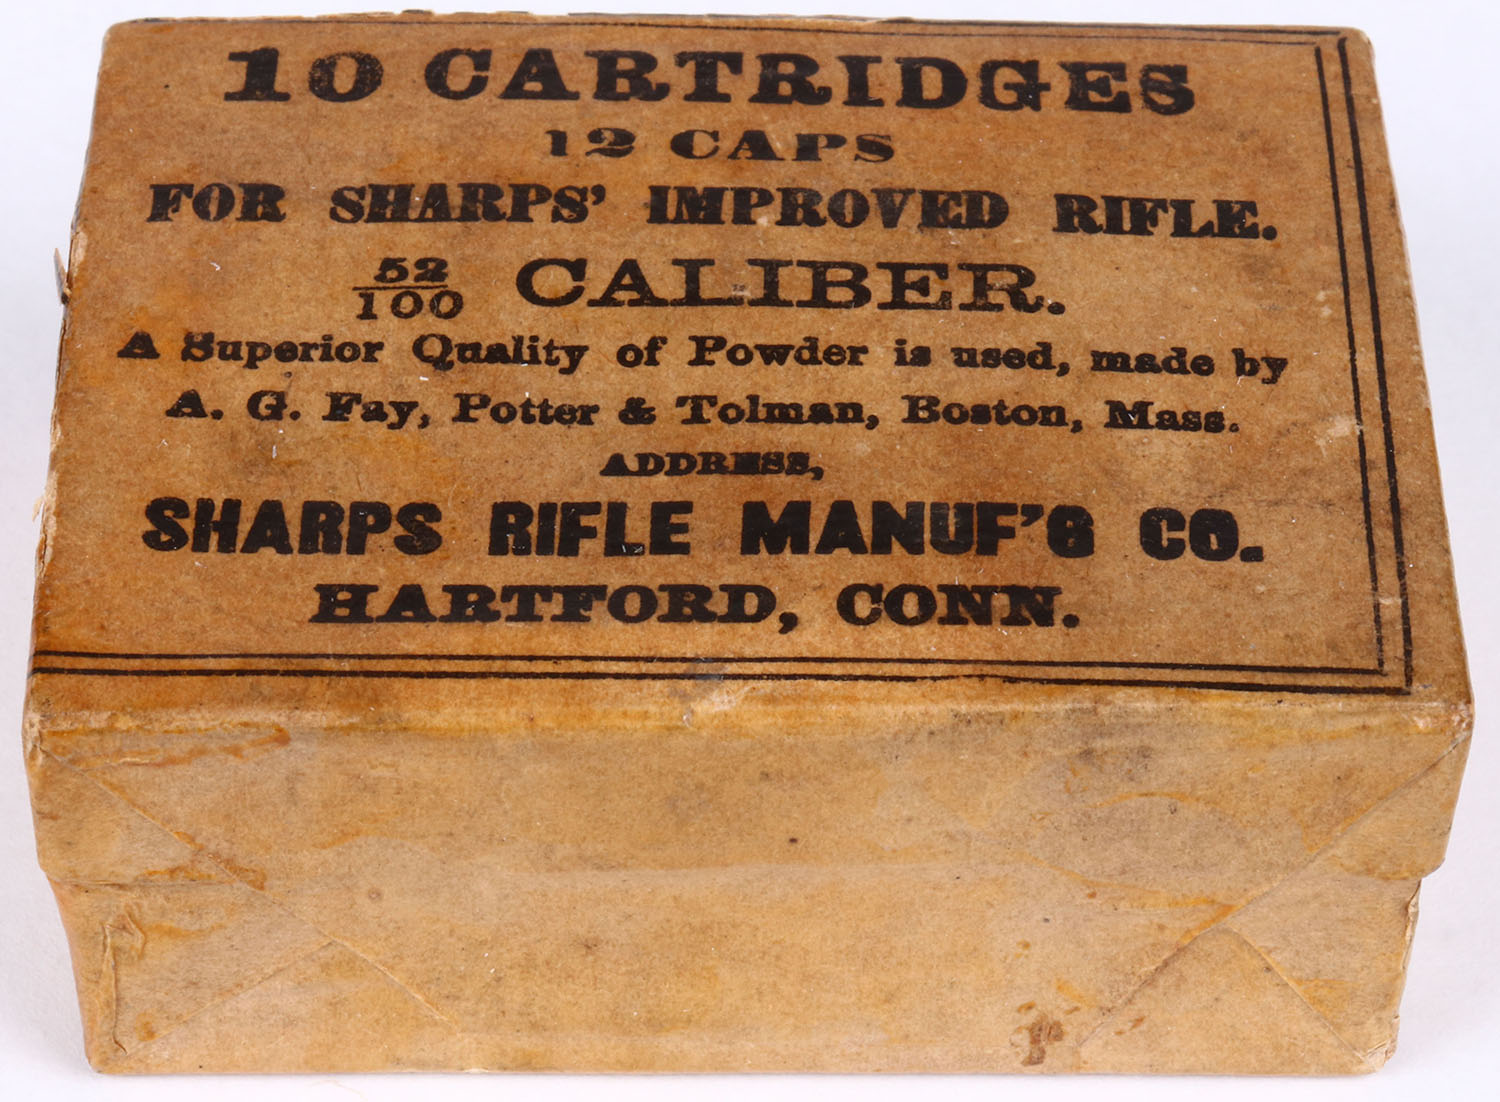 10 CARTRIDGES
12 CAPS
FOR SHARPS' IMPROVED RIFLE.
52/100 CALIBER.
A Superior Quality of Powder is used, made by
A. G. Fay, Potter & Tolman, Boston, Mass.
ADDRESS,
SHARPS RIFLE MANUF'G CO.
HARTFORD, CONN.